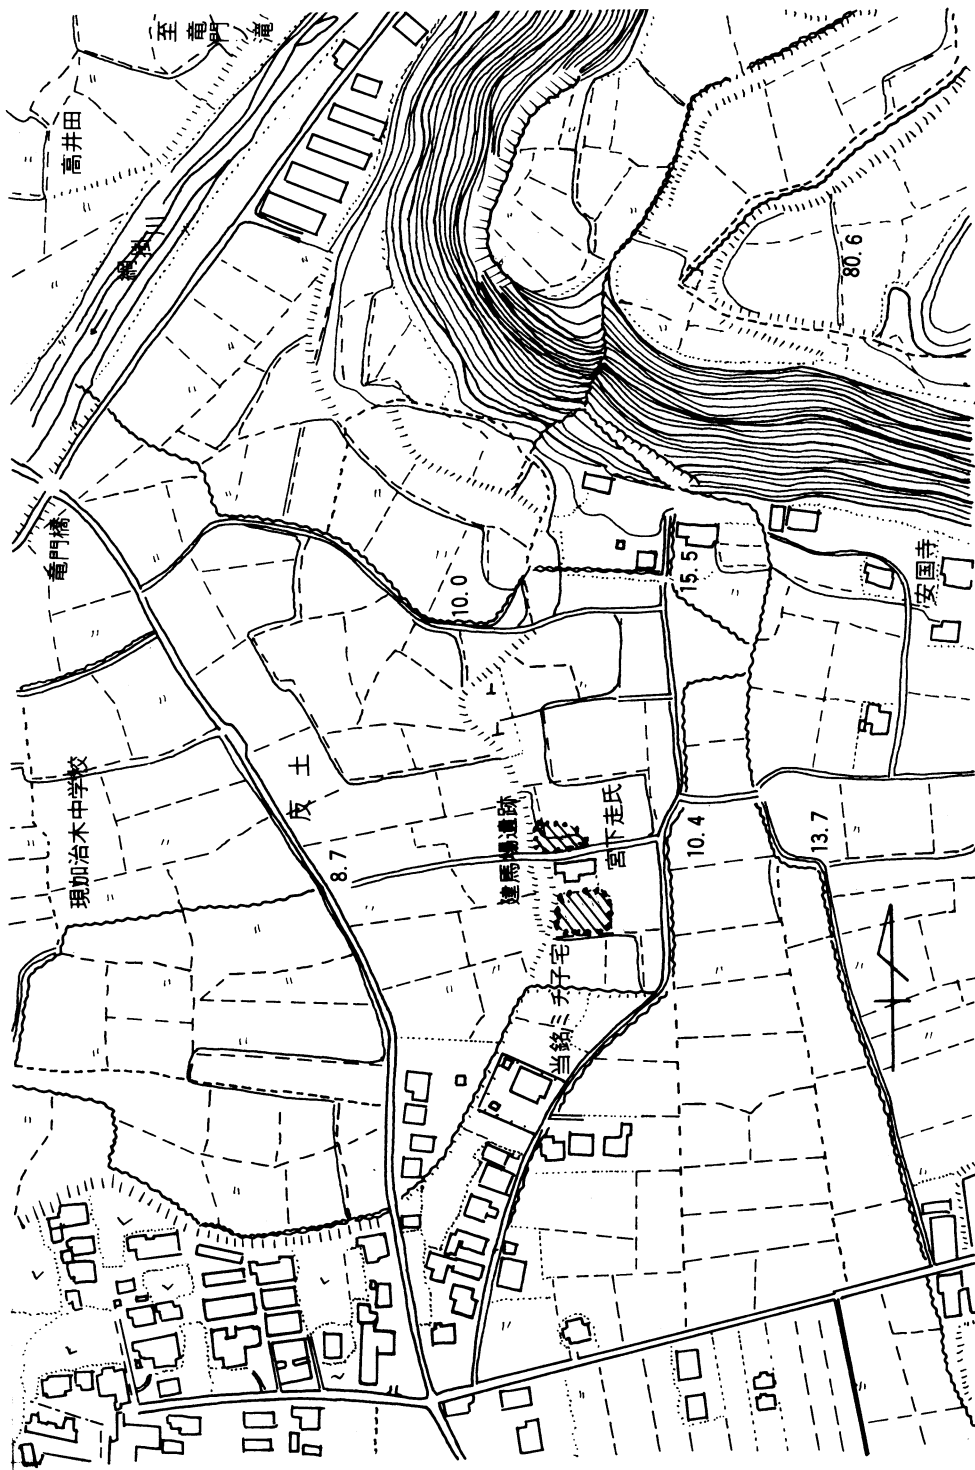 至竜門滝
高井田
網掛川
80.6
竜門橋
10.0
15.5
安国寺
現加治木中学校
反土
8.7
建馬場遺跡
宮下走氏
10.4
13.7
当銘ミチ子宅